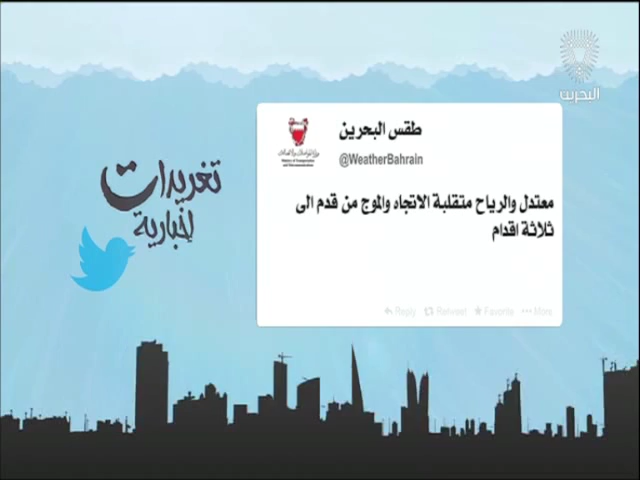 البحرين
طقس البحرين
@WeatherBahrain
تغريدات
إخبارية
معتدل والرياح متقلبة الاتجاه والموج من قدم الى
ثلاثة اقدام
Reply Retweet Favorite More